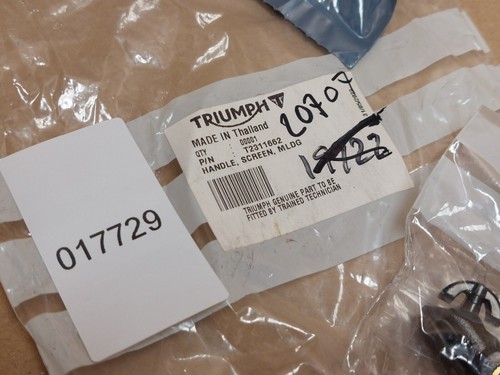 TRIUMPH
MADE IN Thailand
QTY : 00001
P/N : T2311662
HANDLE, SCREEN, MLDG
20707
19722
TRIUMPH GENUINE PART TO BE
FITTED BY TRAINED TECHNICIAN
017729